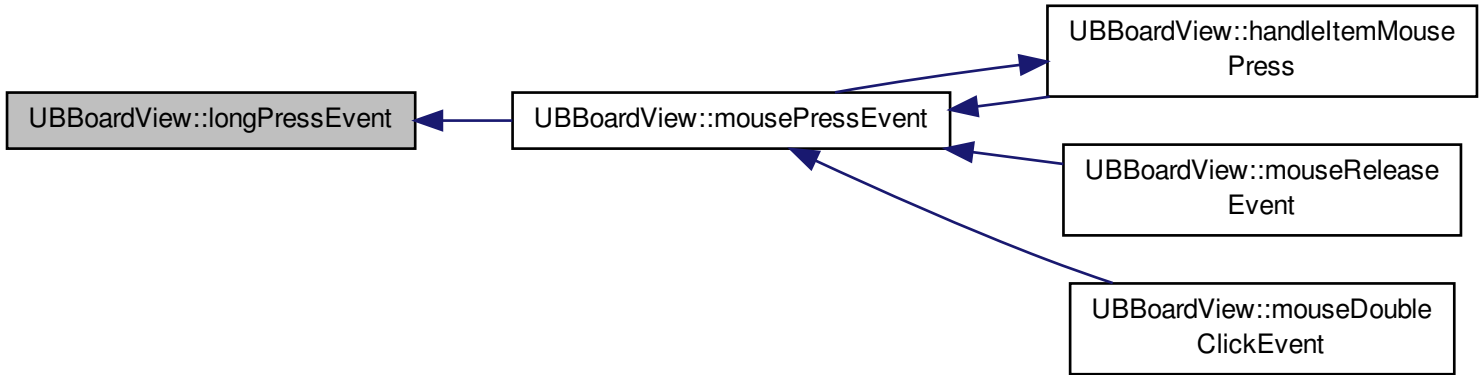 UBBoardView::longPressEvent
UBBoardView::mousePressEvent
UBBoardView::handleItemMouse
Press
UBBoardView::mouseRelease
Event
UBBoardView::mouseDouble
ClickEvent